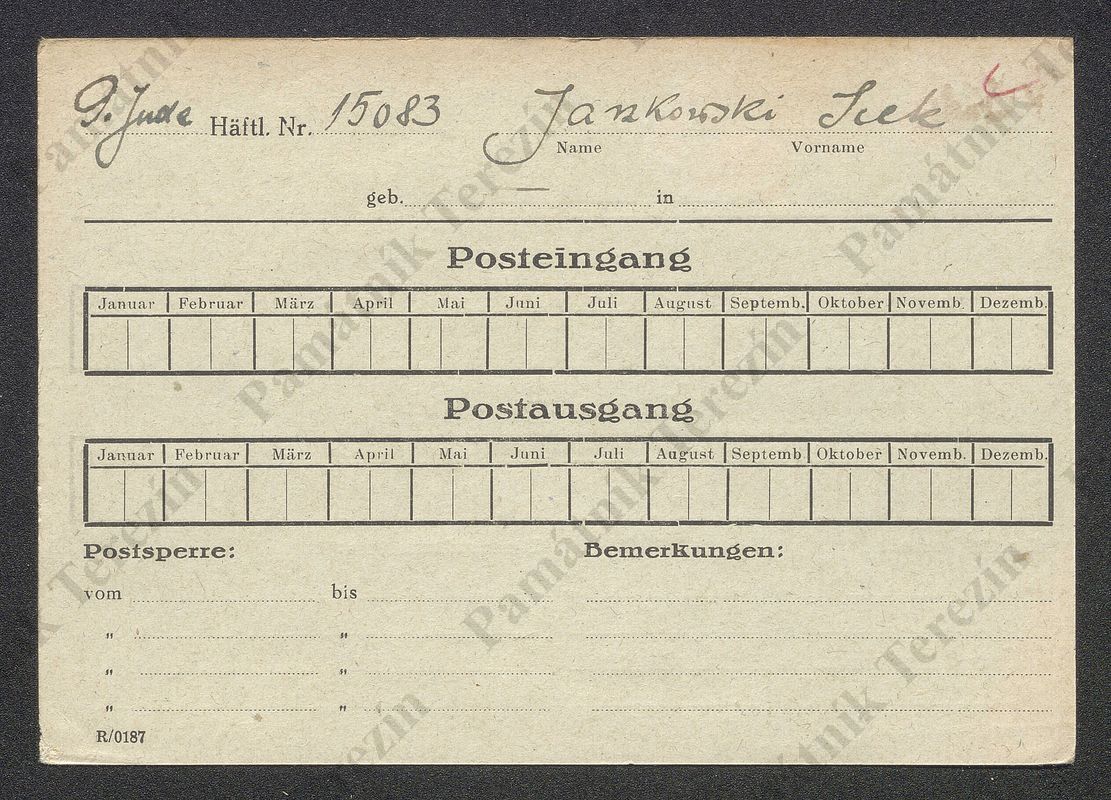 P. Jude Häftl. Nr. 15083 Jankowski Icek
Name Vorname
geb. — in
Posteingang
Januar Februar März April Mai Juni Juli August Septemb. Oktober Novemb. Dezemb.
Postausgang
Januar Februar März April Mai Juni Juli August Septemb Oktober Novemb. Dezemb.
Postsperre: Bemerkungen:
vom bis
" "
" "
" "
R/0187
Památník Terezín